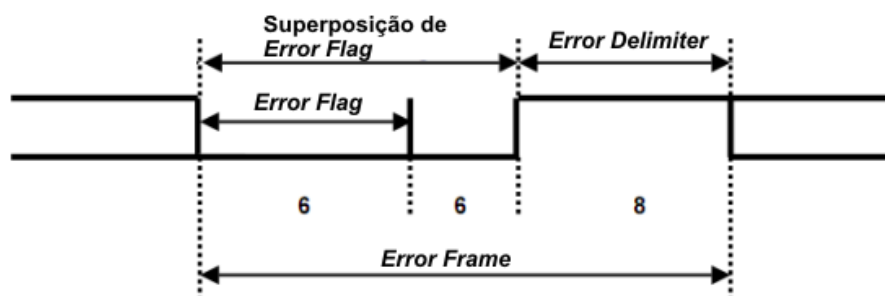 Superposição de
Error Flag
Error Delimiter
Error Flag
6
6
8
Error Frame